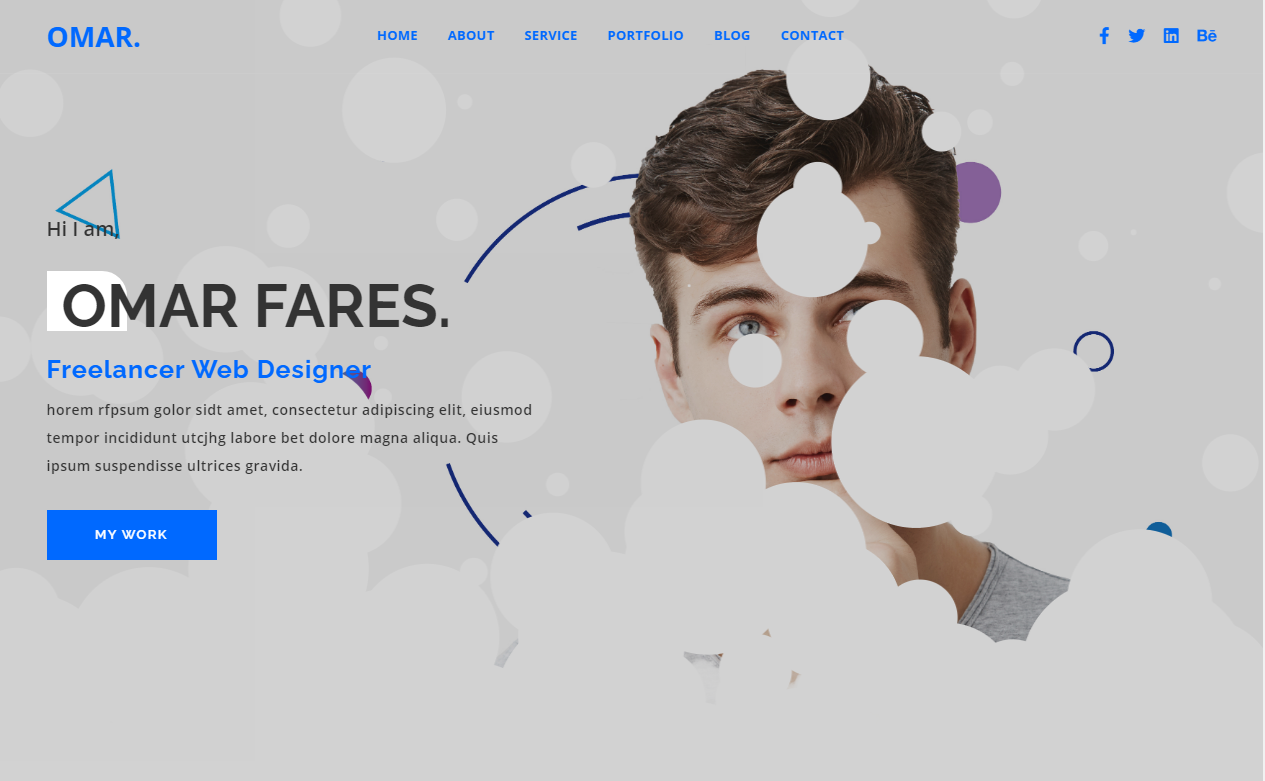 OMAR.
HOME ABOUT SERVICE PORTFOLIO BLOG CONTACT
Bē
Hi I am,
OMAR FARES.
Freelancer Web Designer
horem rfpsum golor sidt amet, consectetur adipiscing elit, eiusmod
tempor incididunt utcjhg labore bet dolore magna aliqua. Quis
ipsum suspendisse ultrices gravida.
MY WORK